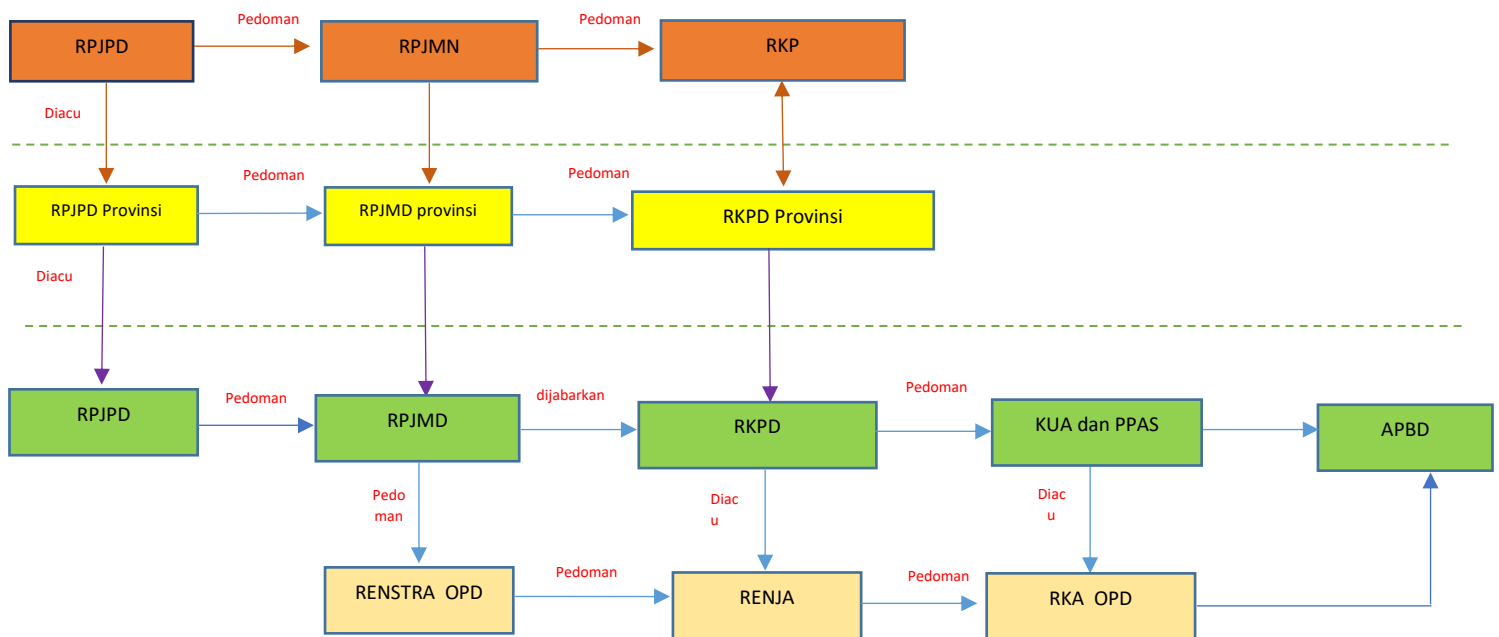 Pedoman
Pedoman
RPJPD
RPJMN
RKP
Diacu
Pedoman
Pedoman
RPJPD Provinsi
RPJMD provinsi
RKPD Provinsi
Diacu
Pedoman
dijabarkan
Pedoman
RPJPD
RPJMD
RKPD
KUA dan PPAS
APBD
Pedo
man
Diac
u
Diac
u
Pedoman
Pedoman
RENSTRA  OPD
RENJA
RKA  OPD